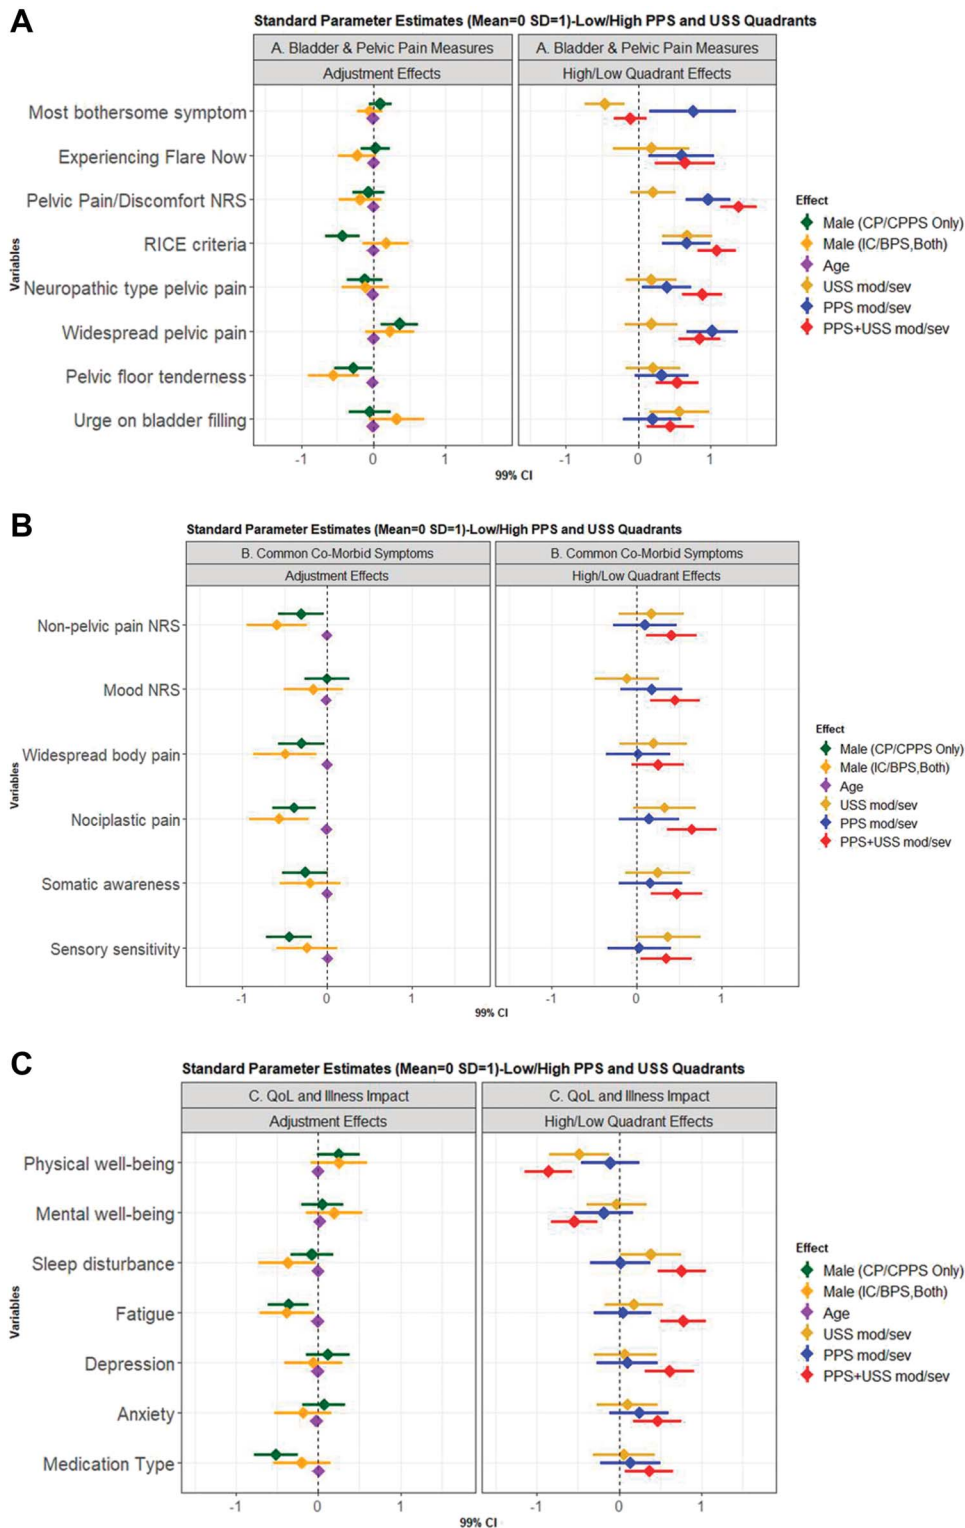 A
Standard Parameter Estimates (Mean=0 SD=1)-Low/High PPS and USS Quadrants
A. Bladder & Pelvic Pain Measures
A. Bladder & Pelvic Pain Measures
Adjustment Effects
High/Low Quadrant Effects
Variables
Most bothersome symptom
Experiencing Flare Now
Pelvic Pain/Discomfort NRS
RICE criteria
Neuropathic type pelvic pain
Widespread pelvic pain
Pelvic floor tenderness
Urge on bladder filling
-1 0 1
-1 0 1
99% CI
Effect
Male (CP/CPPS Only)
Male (IC/BPS,Both)
Age
USS mod/sev
PPS mod/sev
PPS+USS mod/sev
B
Standard Parameter Estimates (Mean=0 SD=1)-Low/High PPS and USS Quadrants
B. Common Co-Morbid Symptoms
B. Common Co-Morbid Symptoms
Adjustment Effects
High/Low Quadrant Effects
Variables
Non-pelvic pain NRS
Mood NRS
Widespread body pain
Nociplastic pain
Somatic awareness
Sensory sensitivity
-1 0 1
-1 0 1
99% CI
Effect
Male (CP/CPPS Only)
Male (IC/BPS,Both)
Age
USS mod/sev
PPS mod/sev
PPS+USS mod/sev
C
Standard Parameter Estimates (Mean=0 SD=1)-Low/High PPS and USS Quadrants
C. QoL and Illness Impact
C. QoL and Illness Impact
Adjustment Effects
High/Low Quadrant Effects
Variables
Physical well-being
Mental well-being
Sleep disturbance
Fatigue
Depression
Anxiety
Medication Type
-1 0 1
-1 0 1
99% CI
Effect
Male (CP/CPPS Only)
Male (IC/BPS,Both)
Age
USS mod/sev
PPS mod/sev
PPS+USS mod/sev